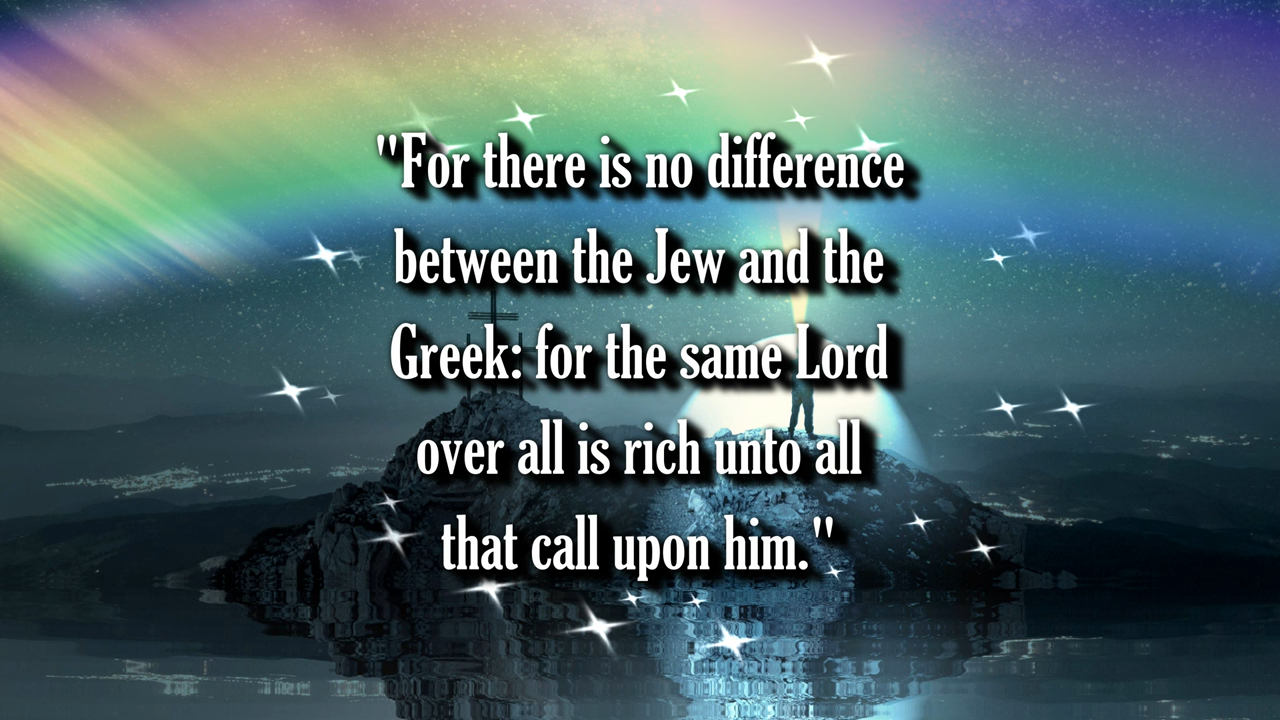 "For there is no difference
between the Jew and the
Greek: for the same Lord
over all is rich unto all
that call upon him."